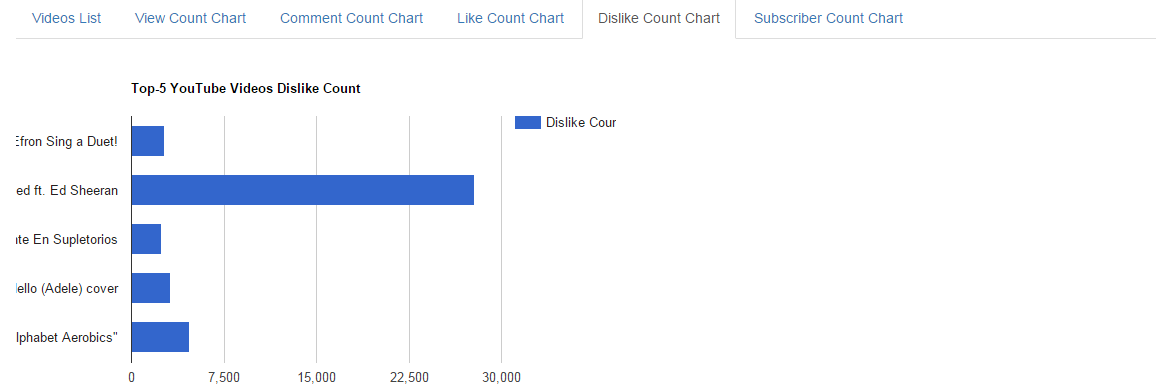 Videos List View Count Chart Comment Count Chart Like Count Chart Dislike Count Chart Subscriber Count Chart
Top-5 YouTube Videos Dislike Count
Dislike Cour
Efron Sing a Duet!
ed ft. Ed Sheeran
nte En Supletorios
lello (Adele) cover
lphabet Aerobics"
0 7,500 15,000 22,500 30,000